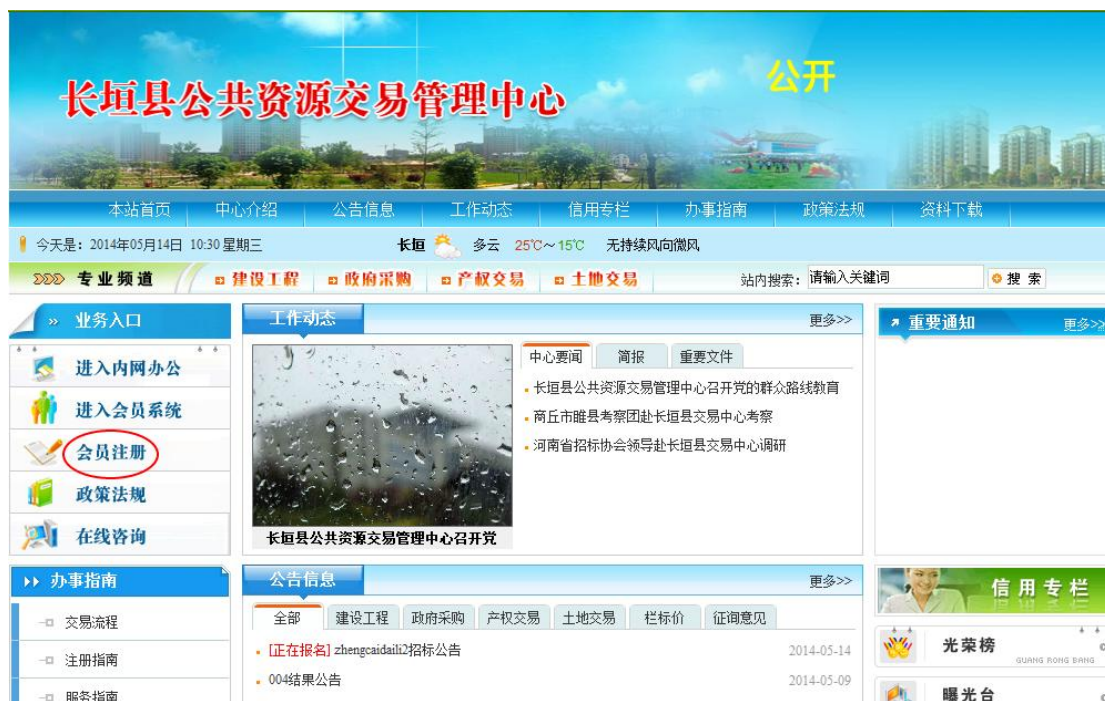 长垣县公共资源交易管理中心
公开
本站首页 中心介绍 公告信息 工作动态 信用专栏 办事指南 政策法规 资料下载
今天是：2014年05月14日 10:30 星期三 长垣 多云 25℃～15℃ 无持续风向微风
专业频道 建设工程 政府采购 产权交易 土地交易 站内搜索： 请输入关键词 搜 索
业务入口
进入内网办公
进入会员系统
会员注册
政策法规
在线咨询
工作动态 更多>>
中心要闻 简报 重要文件
长垣县公共资源交易管理中心召开党的群众路线教育
商丘市睢县考察团赴长垣县交易中心考察
河南省招标协会领导赴长垣县交易中心调研
长垣县公共资源交易管理中心召开党
重要通知 更多>>
办事指南
交易流程
注册指南
服务指南
公告信息 更多>>
全部 建设工程 政府采购 产权交易 土地交易 栏标价 征询意见
[正在报名] zhengcaidaili2招标公告 2014-05-14
004结果公告 2014-05-09
信用专栏
光荣榜
GUANG RONG BANG
曝光台